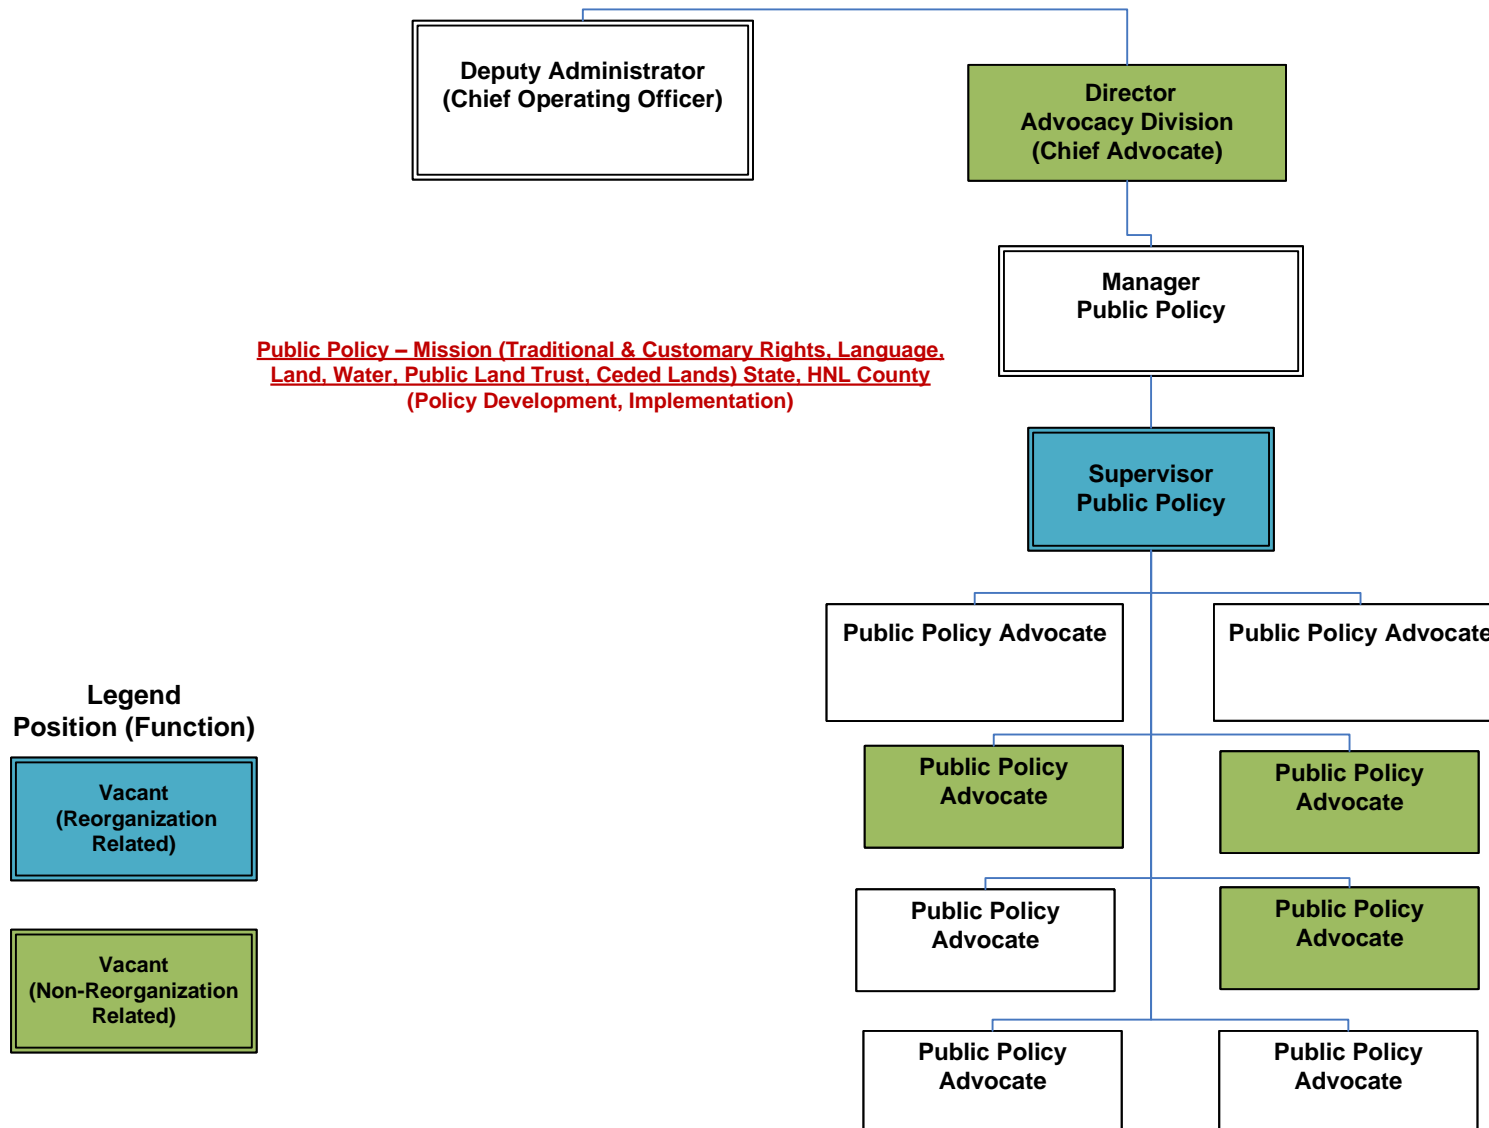 Deputy Administrator
(Chief Operating Officer)
Director
Advocacy Division
(Chief Advocate)
Manager
Public Policy
Public Policy – Mission (Traditional & Customary Rights, Language,
Land, Water, Public Land Trust, Ceded Lands) State, HNL County
(Policy Development, Implementation)
Supervisor
Public Policy
Public Policy Advocate
Public Policy Advocate
Legend
Position (Function)
Vacant
(Reorganization
Related)
Vacant
(Non-Reorganization
Related)
Public Policy
Advocate
Public Policy
Advocate
Public Policy
Advocate
Public Policy
Advocate
Public Policy
Advocate
Public Policy
Advocate